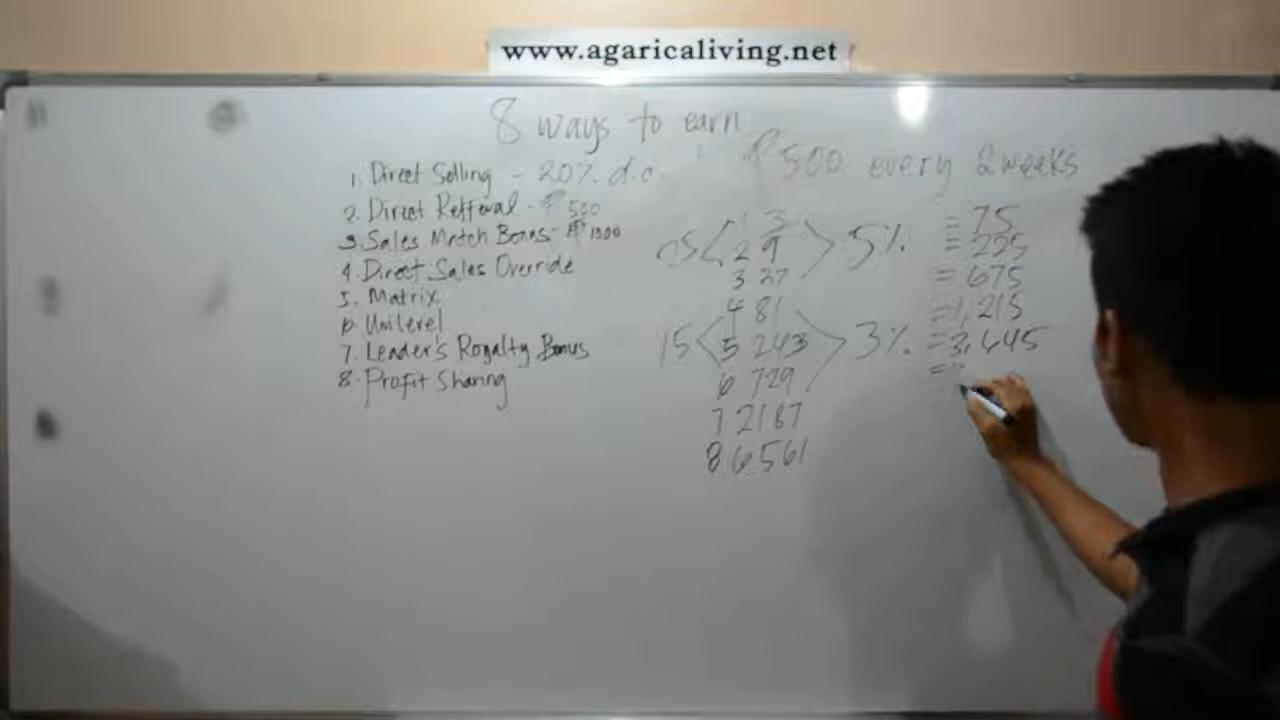 www.agaricaliving.net
8 ways to earn
₱500 every 2 weeks
1. Direct Selling - 20% d.c.
2. Direct Refferal - ₱500
3. Sales Match Bonus - ₱1000
4. Direct Sales Override
5. Matrix
6. Unilevel
7. Leader's Royalty Bonus
8. Profit Sharing
1 3 = 75
2 9 5% = 225
3 27 = 675
4 81 = 1,215
15 5 243 3% = 3,645
6 729 =
7 2187
8 6561